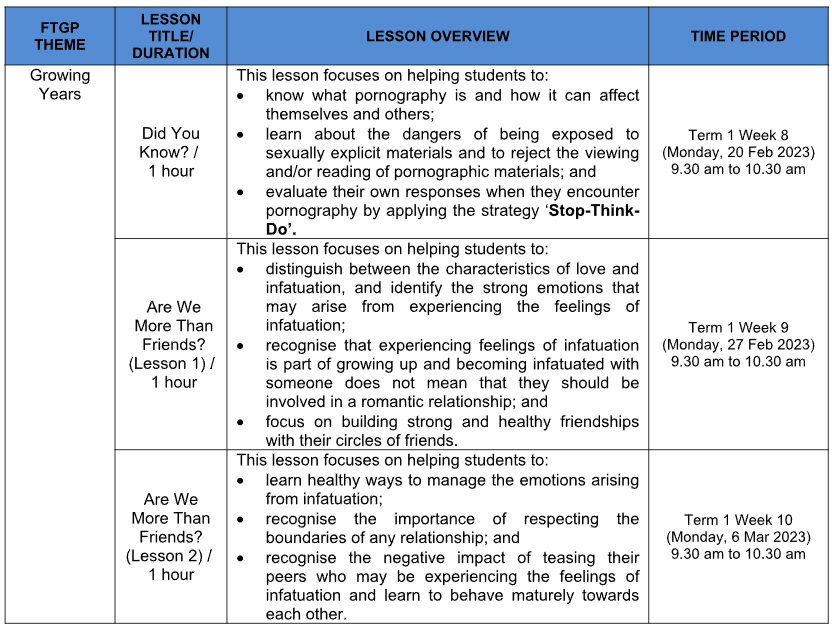 FTGP
THEME
LESSON
TITLE/
DURATION
LESSON OVERVIEW
TIME PERIOD
Growing
Years
Did You
Know? /
1 hour
This lesson focuses on helping students to:
• know what pornography is and how it can affect
themselves and others;
• learn about the dangers of being exposed to
sexually explicit materials and to reject the viewing
and/or reading of pornographic materials; and
• evaluate their own responses when they encounter
pornography by applying the strategy ‘Stop-Think-
Do’.
Term 1 Week 8
(Monday, 20 Feb 2023)
9.30 am to 10.30 am
Are We
More Than
Friends?
(Lesson 1) /
1 hour
This lesson focuses on helping students to:
• distinguish between the characteristics of love and
infatuation, and identify the strong emotions that
may arise from experiencing the feelings of
infatuation;
• recognise that experiencing feelings of infatuation
is part of growing up and becoming infatuated with
someone does not mean that they should be
involved in a romantic relationship; and
• focus on building strong and healthy friendships
with their circles of friends.
Term 1 Week 9
(Monday, 27 Feb 2023)
9.30 am to 10.30 am
Are We
More Than
Friends?
(Lesson 2) /
1 hour
This lesson focuses on helping students to:
• learn healthy ways to manage the emotions arising
from infatuation;
• recognise the importance of respecting the
boundaries of any relationship; and
• recognise the negative impact of teasing their
peers who may be experiencing the feelings of
infatuation and learn to behave maturely towards
each other.
Term 1 Week 10
(Monday, 6 Mar 2023)
9.30 am to 10.30 am